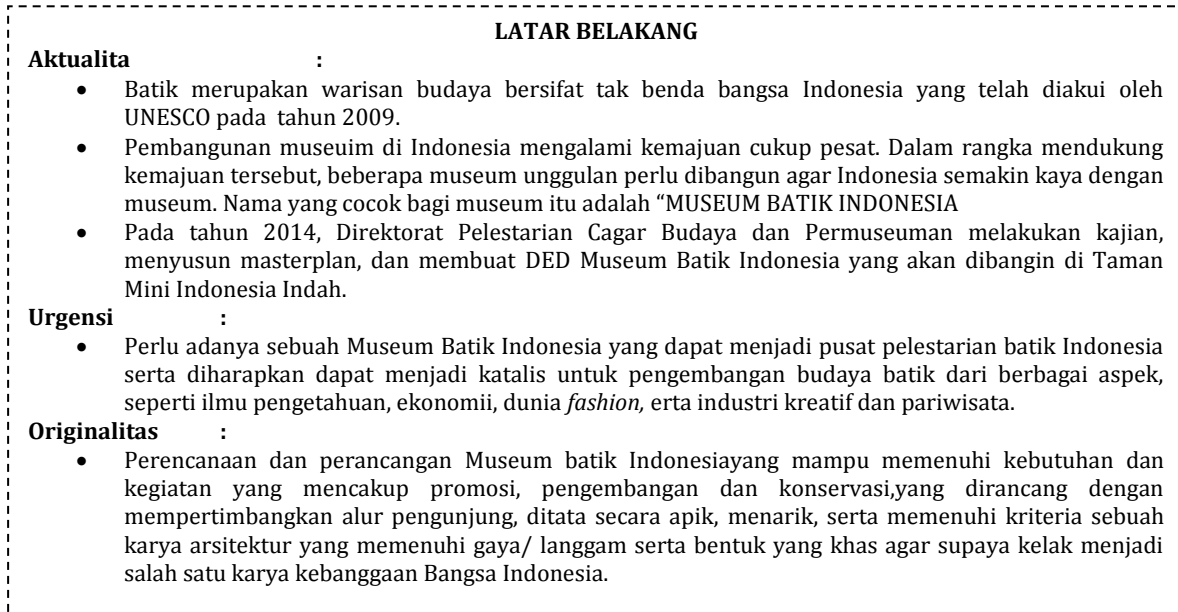 LATAR BELAKANG
Aktualita :
• Batik merupakan warisan budaya bersifat tak benda bangsa Indonesia yang telah diakui oleh
UNESCO pada tahun 2009.
• Pembangunan museuim di Indonesia mengalami kemajuan cukup pesat. Dalam rangka mendukung
kemajuan tersebut, beberapa museum unggulan perlu dibangun agar Indonesia semakin kaya dengan
museum. Nama yang cocok bagi museum itu adalah “MUSEUM BATIK INDONESIA
• Pada tahun 2014, Direktorat Pelestarian Cagar Budaya dan Permuseuman melakukan kajian,
menyusun masterplan, dan membuat DED Museum Batik Indonesia yang akan dibangin di Taman
Mini Indonesia Indah.
Urgensi :
• Perlu adanya sebuah Museum Batik Indonesia yang dapat menjadi pusat pelestarian batik Indonesia
serta diharapkan dapat menjadi katalis untuk pengembangan budaya batik dari berbagai aspek,
seperti ilmu pengetahuan, ekonomii, dunia fashion, erta industri kreatif dan pariwisata.
Originalitas :
• Perencanaan dan perancangan Museum batik Indonesiayang mampu memenuhi kebutuhan dan
kegiatan yang mencakup promosi, pengembangan dan konservasi,yang dirancang dengan
mempertimbangkan alur pengunjung, ditata secara apik, menarik, serta memenuhi kriteria sebuah
karya arsitektur yang memenuhi gaya/ langgam serta bentuk yang khas agar supaya kelak menjadi
salah satu karya kebanggaan Bangsa Indonesia.